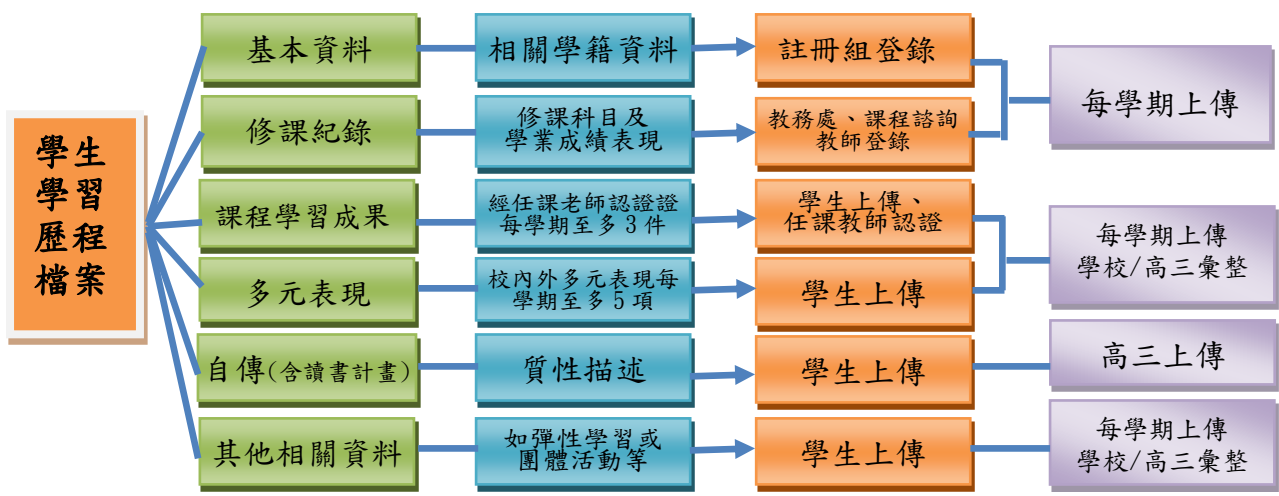 學生
學習
歷程
檔案
基本資料
相關學籍資料
註冊組登錄
每學期上傳
修課紀錄
修課科目及
學業成績表現
教務處、課程諮詢
教師登錄
課程學習成果
經任課老師認證證
每學期至多3件
學生上傳、
任課教師認證
每學期上傳
學校/高三彙整
多元表現
校內外多元表現每
學期至多5項
學生上傳
自傳(含讀書計畫)
質性描述
學生上傳
高三上傳
其他相關資料
如彈性學習或
團體活動等
學生上傳
每學期上傳
學校/高三彙整